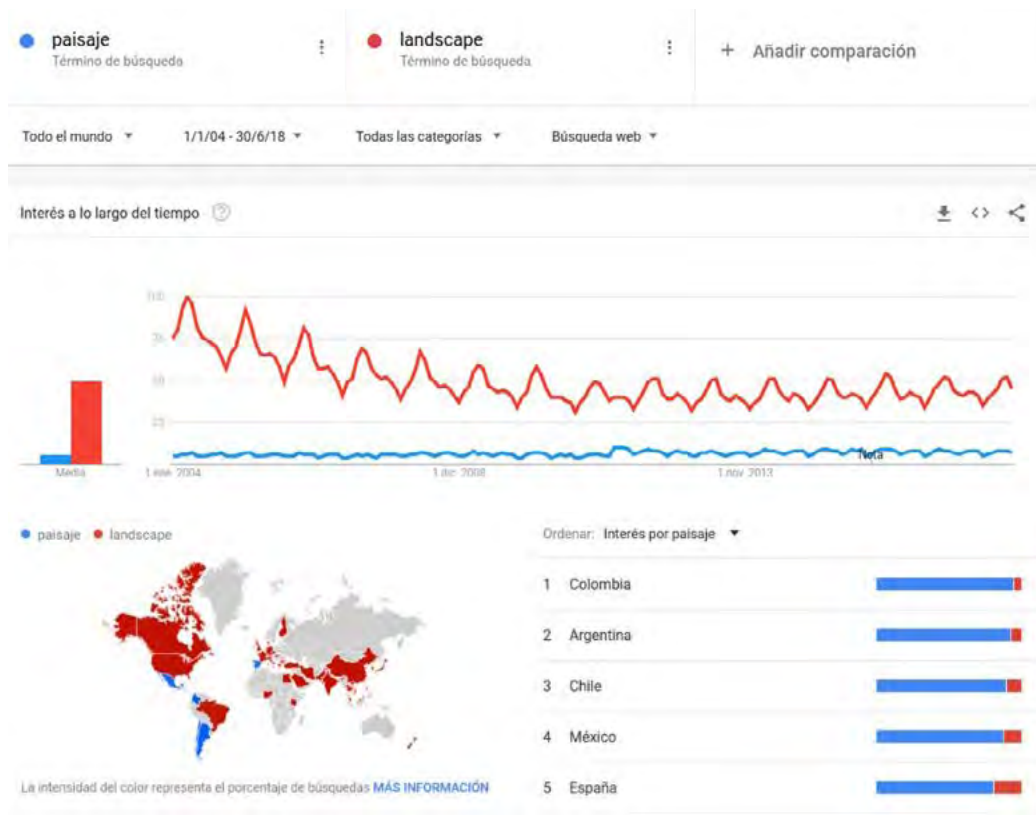 paisaje
Término de búsqueda
landscape
Término de búsqueda
+ Añadir comparación
Todo el mundo
1/1/04 - 30/6/18
Todas las categorías
Búsqueda web
Interés a lo largo del tiempo
100
75
50
25
Media
1 ene. 2004
1 dic. 2008
1 nov. 2013
Nota
paisaje
landscape
La intensidad del color representa el porcentaje de búsquedas MÁS INFORMACIÓN
Ordenar: Interés por paisaje
1 Colombia
2 Argentina
3 Chile
4 México
5 España